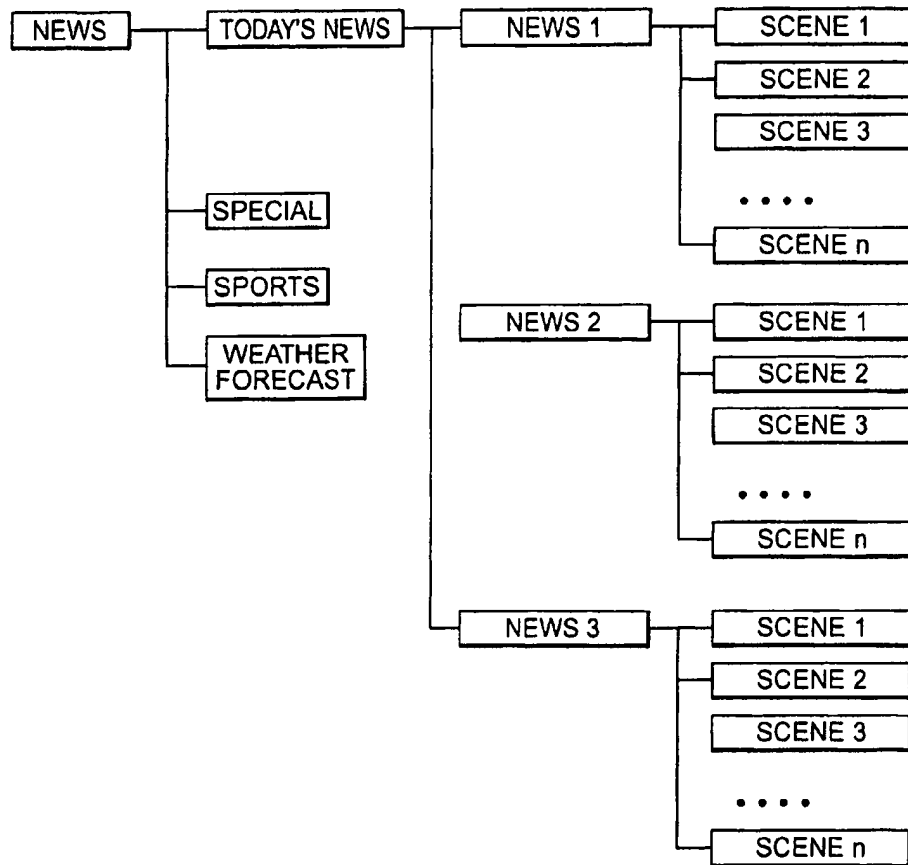 NEWS
TODAY'S NEWS
SPECIAL
SPORTS
WEATHER
FORECAST
NEWS 1
SCENE 1
SCENE 2
SCENE 3
SCENE n
NEWS 2
SCENE 1
SCENE 2
SCENE 3
SCENE n
NEWS 3
SCENE 1
SCENE 2
SCENE 3
SCENE n